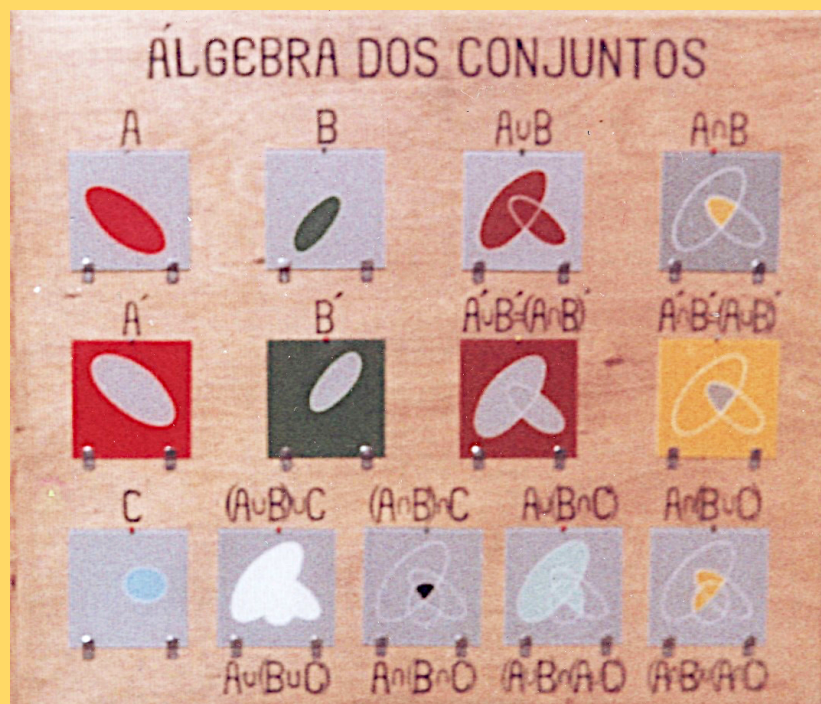 ÁLGEBRA DOS CONJUNTOS
A B A∪B A∩B
A´ B´ A´∪B´=(A∩B)´ A´∩B´=(A∪B)´
C (A∪B)∪C (A∩B)∩C A∪(B∩C) A∩(B∪C)
A∪(B∪C) A∩(B∩C) (A∪B)∩(A∪C) (A∩B)∪(A∩C)